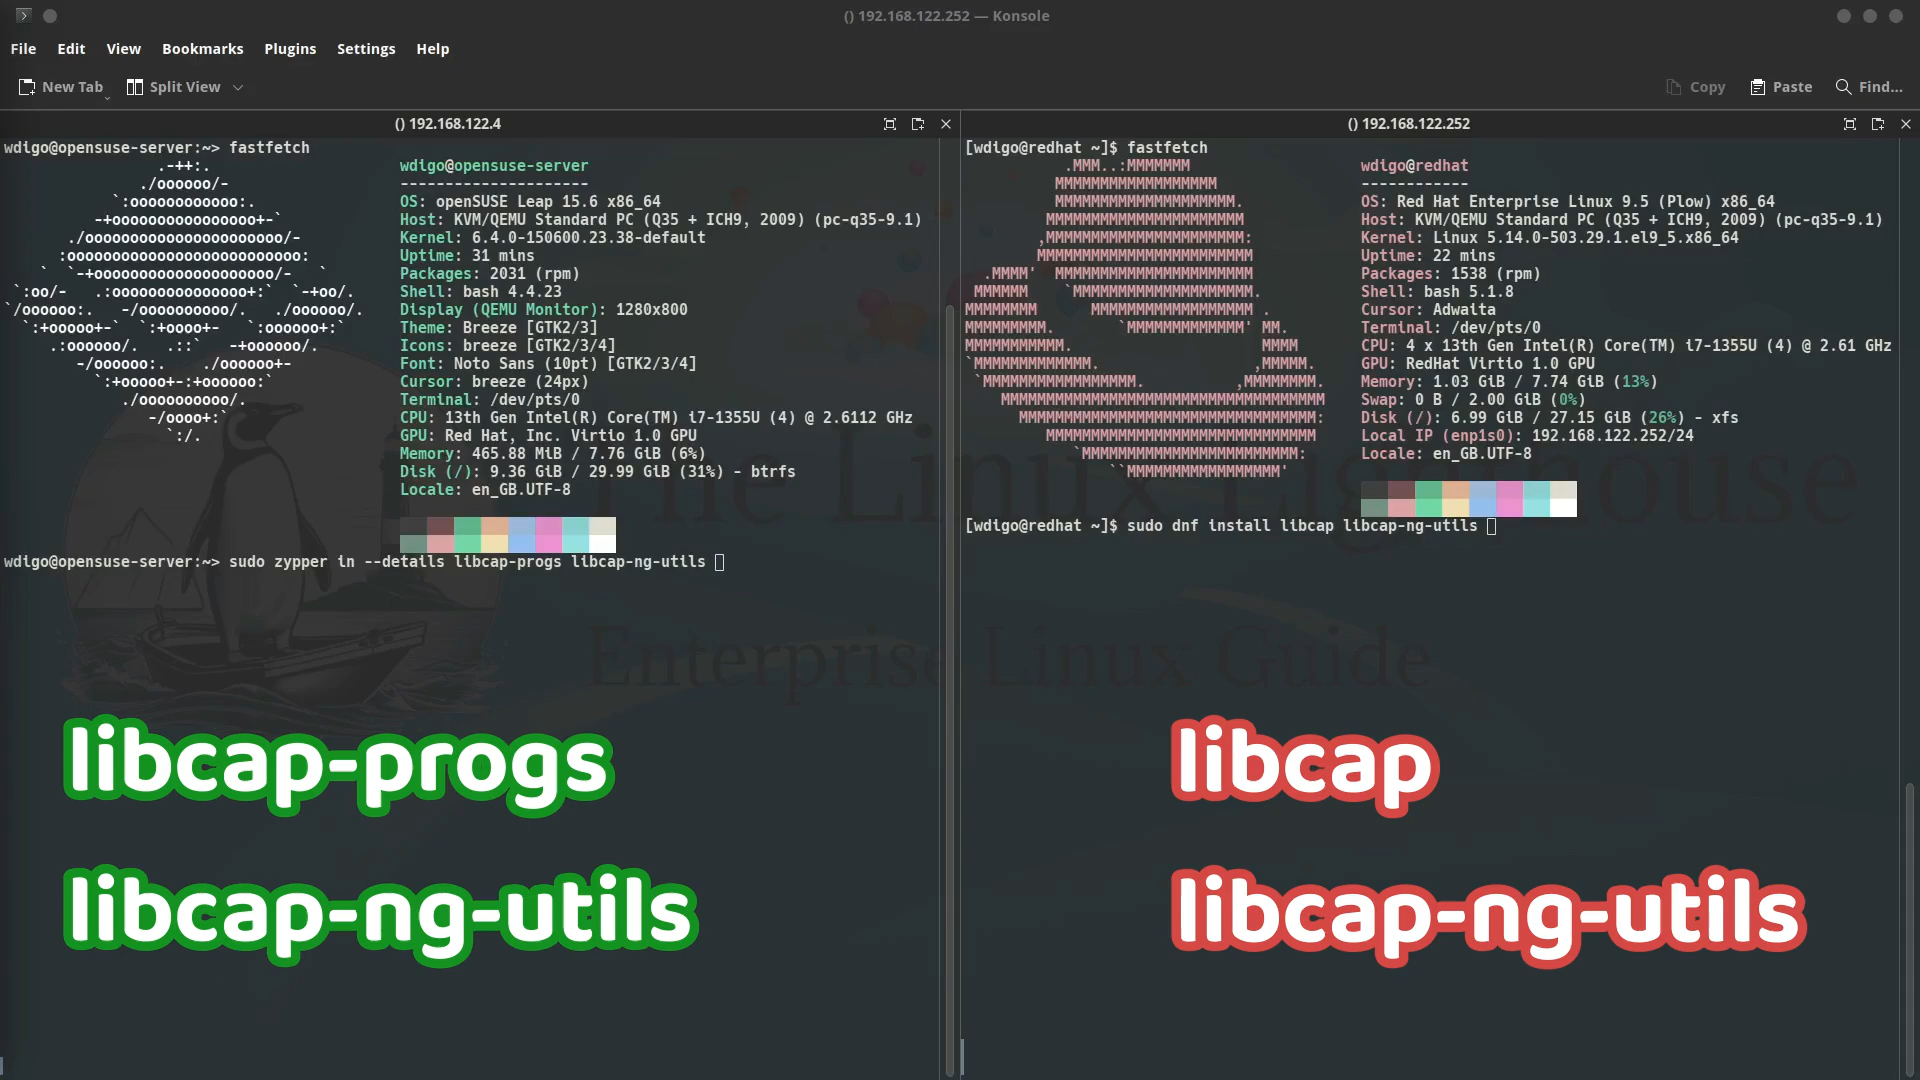 () 192.168.122.252 — Konsole
File Edit View Bookmarks Plugins Settings Help
New Tab Split View Copy Paste Find...
() 192.168.122.4
wdigo@opensuse-server:~> fastfetch
wdigo@opensuse-server
---------------------
OS: openSUSE Leap 15.6 x86_64
Host: KVM/QEMU Standard PC (Q35 + ICH9, 2009) (pc-q35-9.1)
Kernel: 6.4.0-150600.23.38-default
Uptime: 31 mins
Packages: 2031 (rpm)
Shell: bash 4.4.23
Display (QEMU Monitor): 1280x800
Theme: Breeze [GTK2/3]
Icons: breeze [GTK2/3/4]
Font: Noto Sans (10pt) [GTK2/3/4]
Cursor: breeze (24px)
Terminal: /dev/pts/0
CPU: 13th Gen Intel(R) Core(TM) i7-1355U (4) @ 2.6112 GHz
GPU: Red Hat, Inc. Virtio 1.0 GPU
Memory: 465.88 MiB / 7.76 GiB (6%)
Disk (/): 9.36 GiB / 29.99 GiB (31%) - btrfs
Locale: en_GB.UTF-8
wdigo@opensuse-server:~> sudo zypper in --details libcap-progs libcap-ng-utils
libcap-progs
libcap-ng-utils
() 192.168.122.252
[wdigo@redhat ~]$ fastfetch
wdigo@redhat
------------
OS: Red Hat Enterprise Linux 9.5 (Plow) x86_64
Host: KVM/QEMU Standard PC (Q35 + ICH9, 2009) (pc-q35-9.1)
Kernel: Linux 5.14.0-503.29.1.el9_5.x86_64
Uptime: 22 mins
Packages: 1538 (rpm)
Shell: bash 5.1.8
Cursor: Adwaita
Terminal: /dev/pts/0
CPU: 4 x 13th Gen Intel(R) Core(TM) i7-1355U (4) @ 2.61 GHz
GPU: RedHat Virtio 1.0 GPU
Memory: 1.03 GiB / 7.74 GiB (13%)
Swap: 0 B / 2.00 GiB (0%)
Disk (/): 6.99 GiB / 27.15 GiB (26%) - xfs
Local IP (enp1s0): 192.168.122.252/24
Locale: en_GB.UTF-8
[wdigo@redhat ~]$ sudo dnf install libcap libcap-ng-utils
libcap
libcap-ng-utils
The Linux Lighthouse
Enterprise Linux Guide